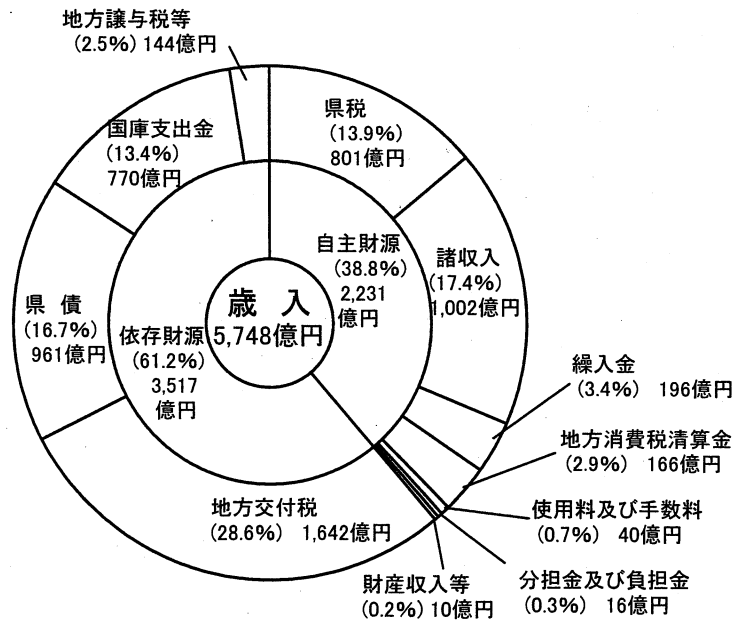 地方譲与税等
(2.5%) 144億円
県税
(13.9%)
801億円
国庫支出金
(13.4%)
770億円
自主財源
(38.8%)
2,231
億円
諸収入
(17.4%)
1,002億円
歳 入
5,748億円
県 債
(16.7%)
961億円
依存財源
(61.2%)
3,517
億円
繰入金
(3.4%) 196億円
地方消費税清算金
(2.9%) 166億円
地方交付税
(28.6%) 1,642億円
使用料及び手数料
(0.7%) 40億円
財産収入等
(0.2%) 10億円
分担金及び負担金
(0.3%) 16億円